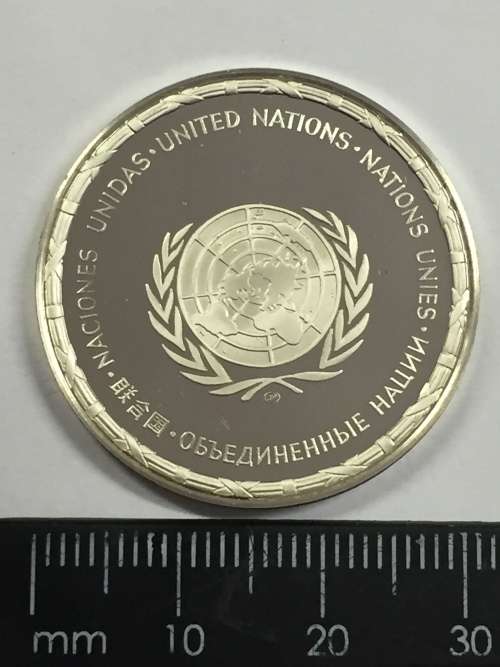 · UNITED NATIONS · NATIONS UNIES · ОБЪЕДИНЕННЫЕ НАЦИИ · 联合国 · NACIONES UNIDAS
mm 10 20 30